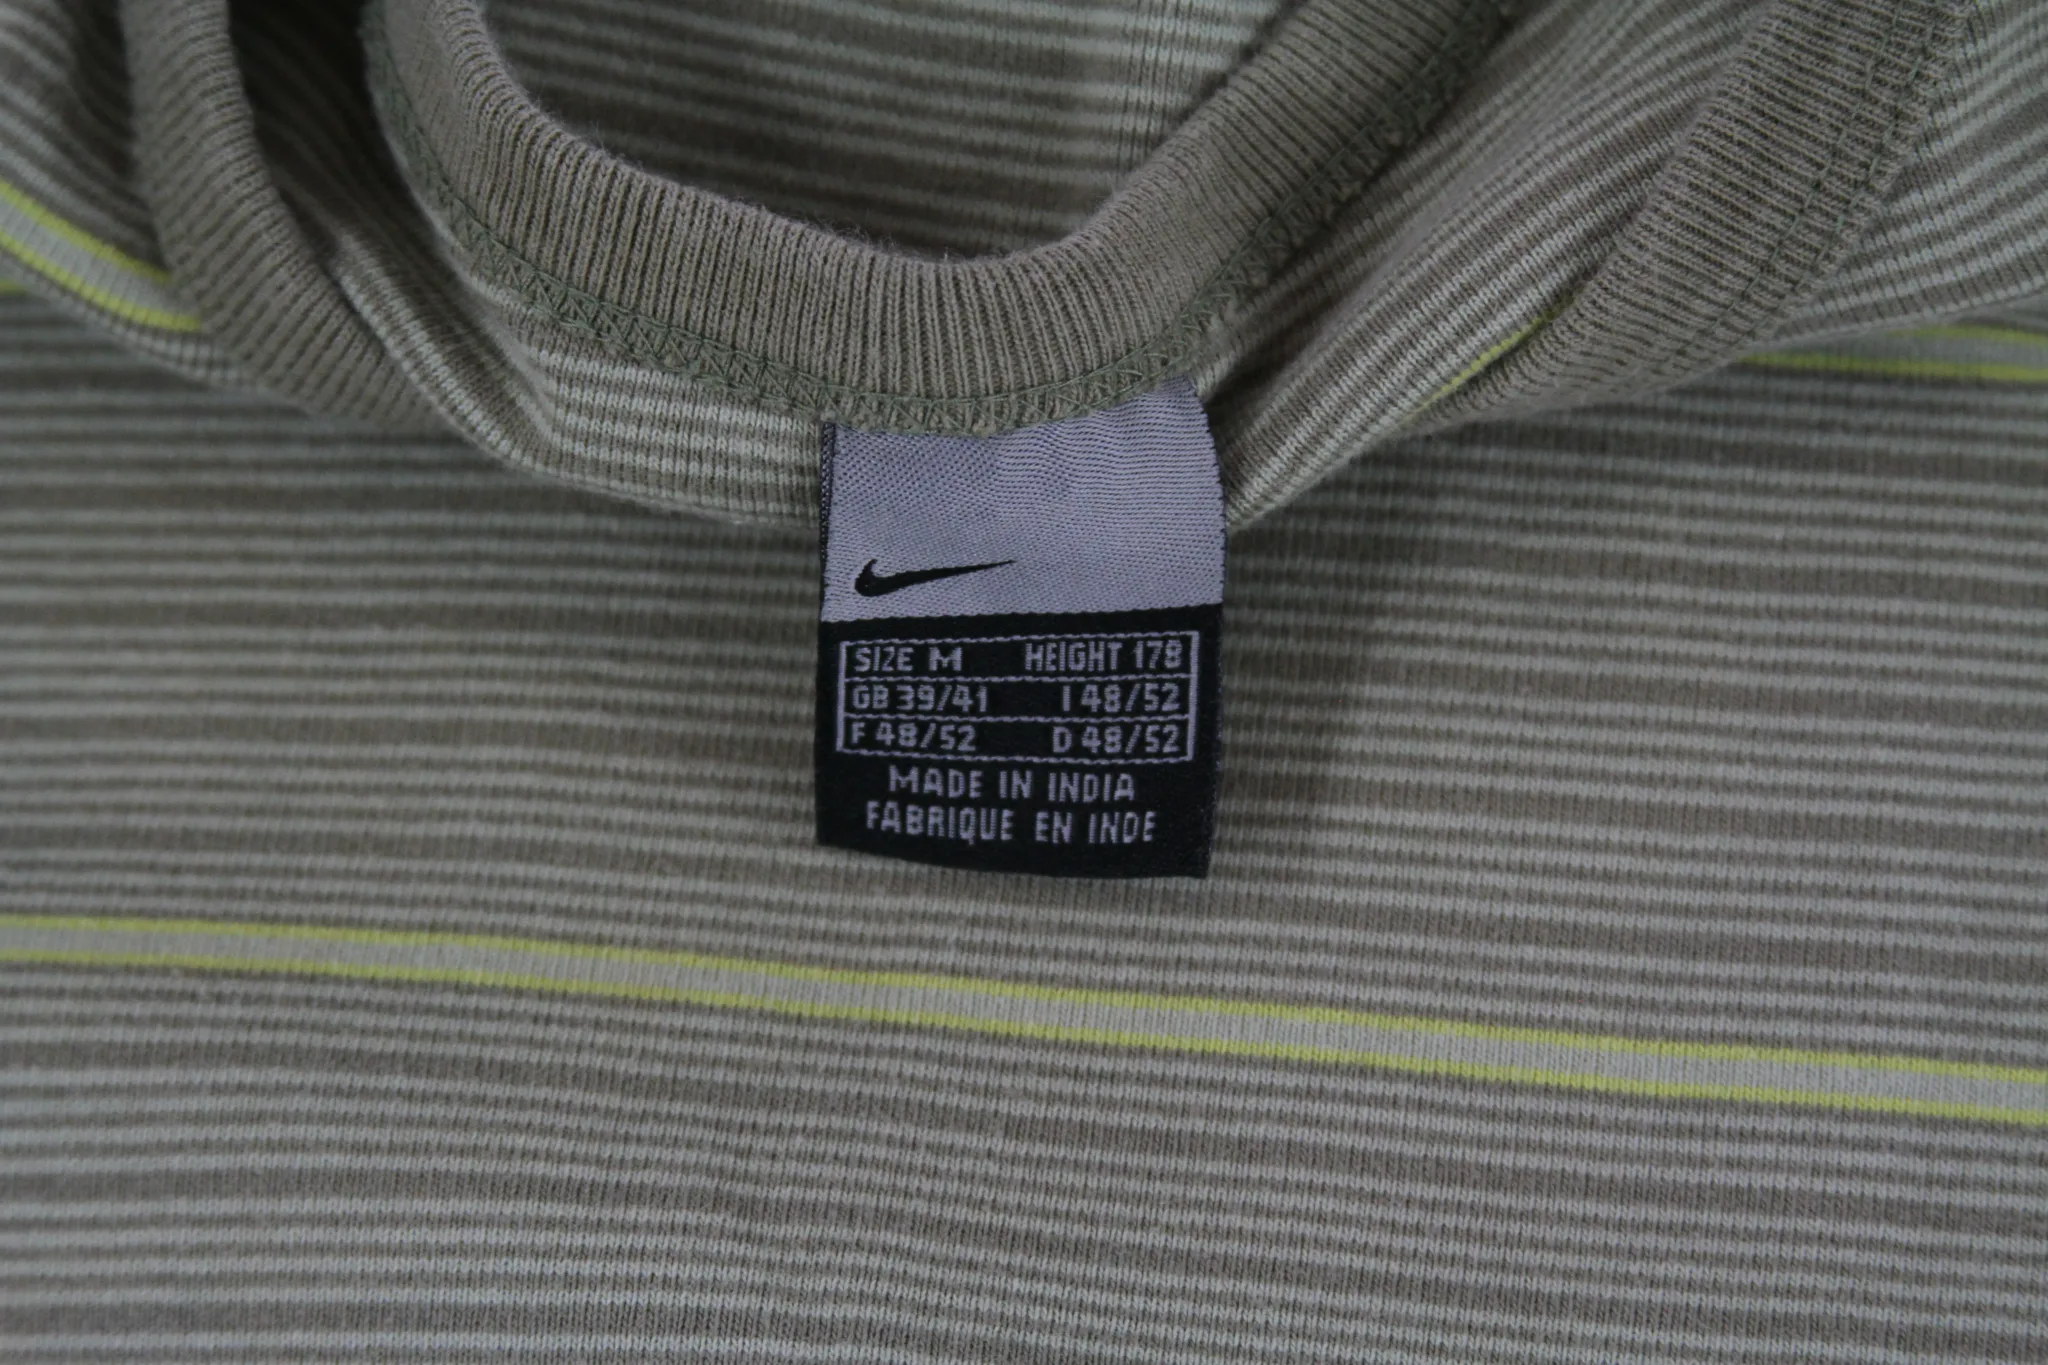 SIZE M HEIGHT 178
GB 39/41 I 48/52
F 48/52 D 48/52
MADE IN INDIA
FABRIQUE EN INDE